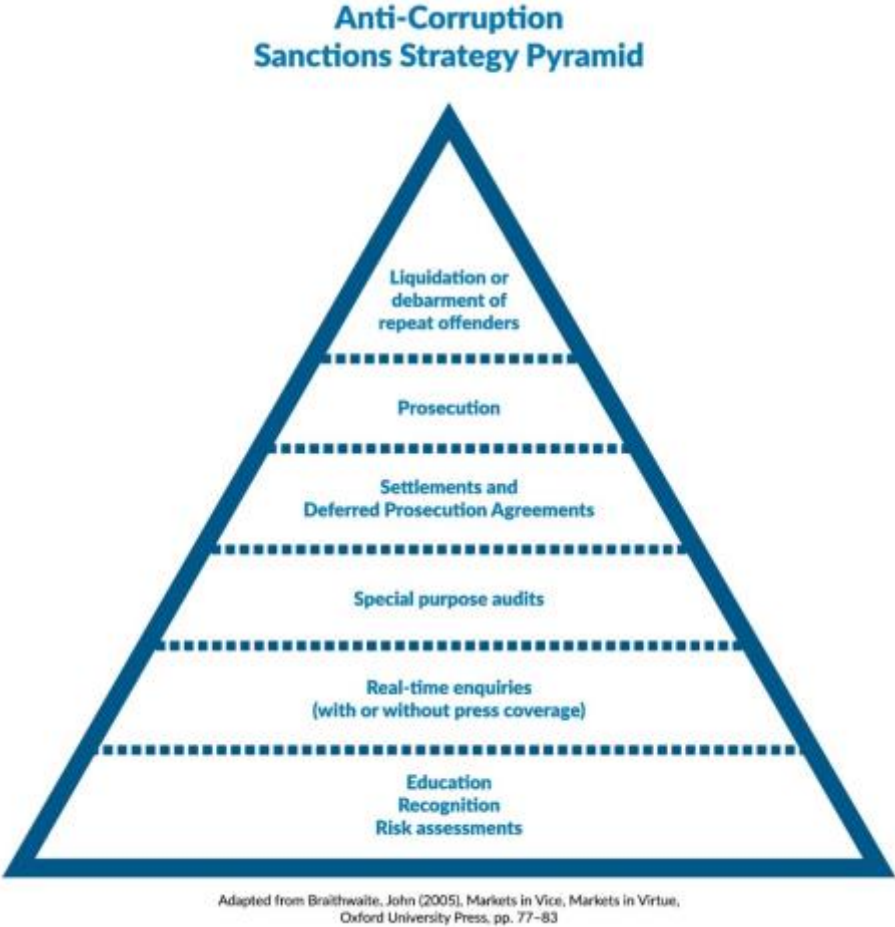 Anti-Corruption
Sanctions Strategy Pyramid
Liquidation or
debarment of
repeat offenders
Prosecution
Settlements and
Deferred Prosecution Agreements
Special purpose audits
Real-time enquiries
(with or without press coverage)
Education
Recognition
Risk assessments
Adapted from Braithwaite, John (2005), Markets in Vice, Markets in Virtue,
Oxford University Press, pp. 77–83